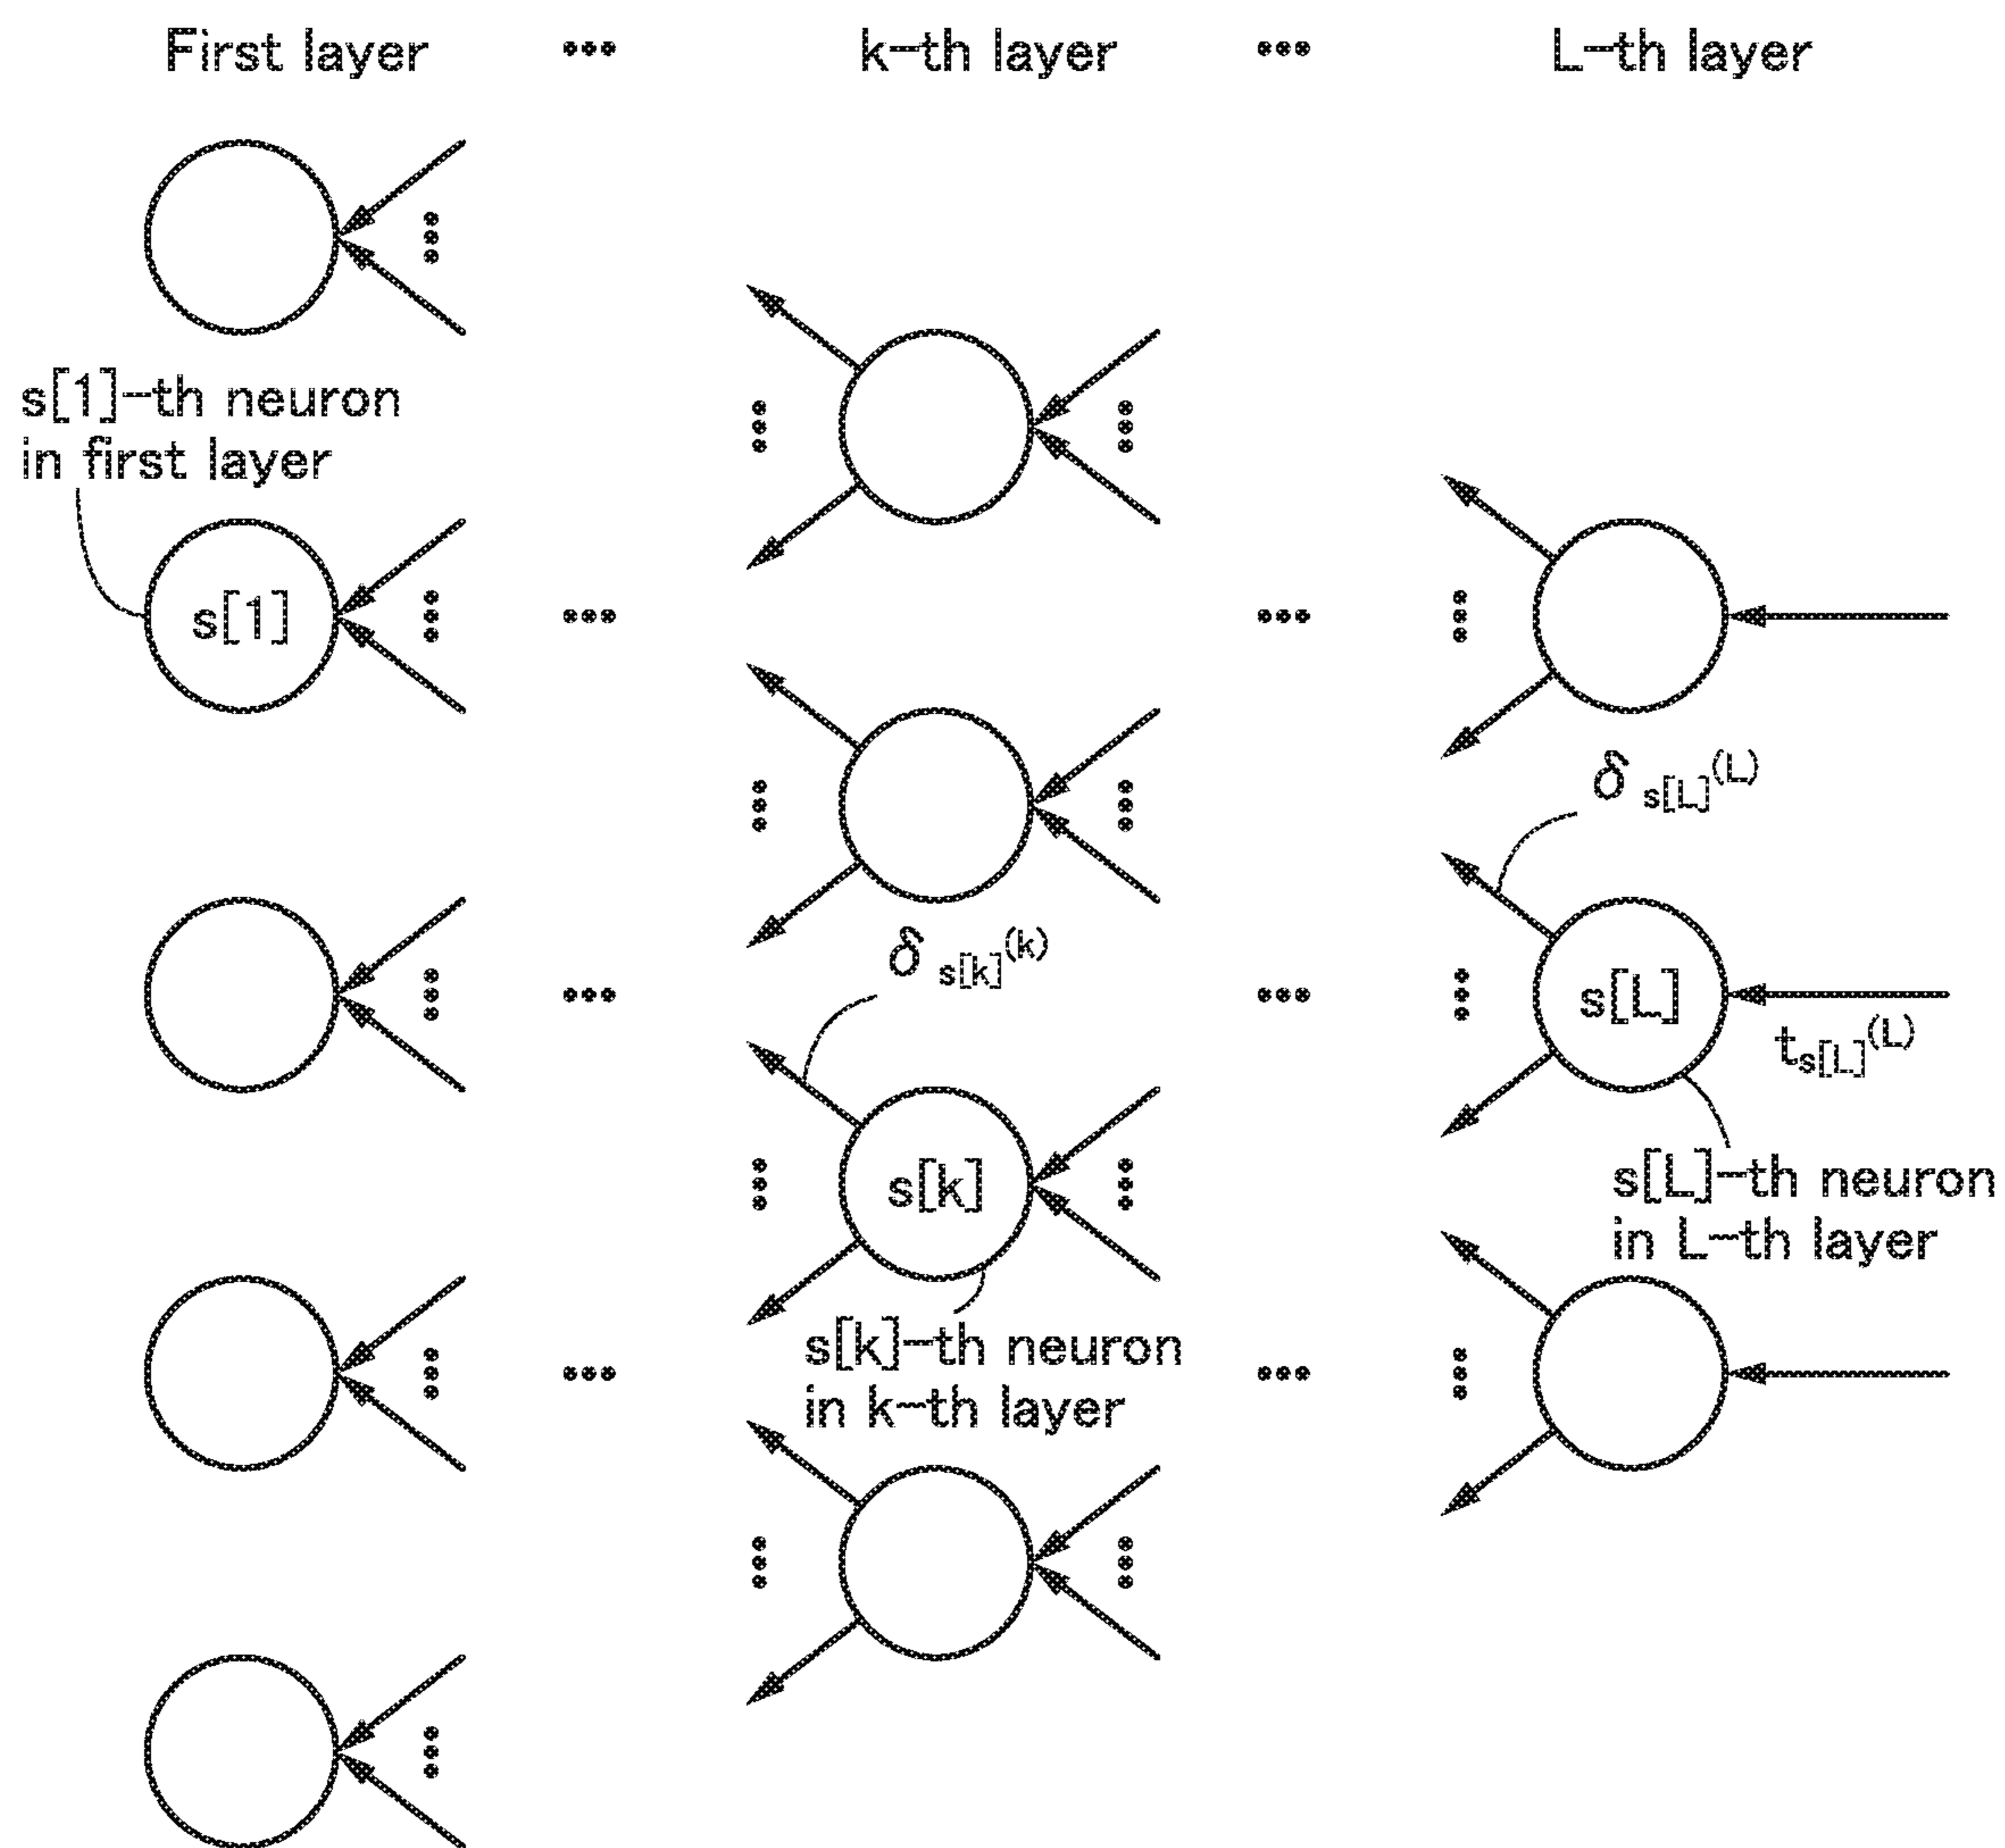 First layer ••• k-th layer ••• L-th layer
s[1]-th neuron
in first layer
s[1]
δ s[L](L)
δ s[k](k)
s[L]
ts[L](L)
s[k]
s[L]-th neuron
in L-th layer
s[k]-th neuron
in k-th layer